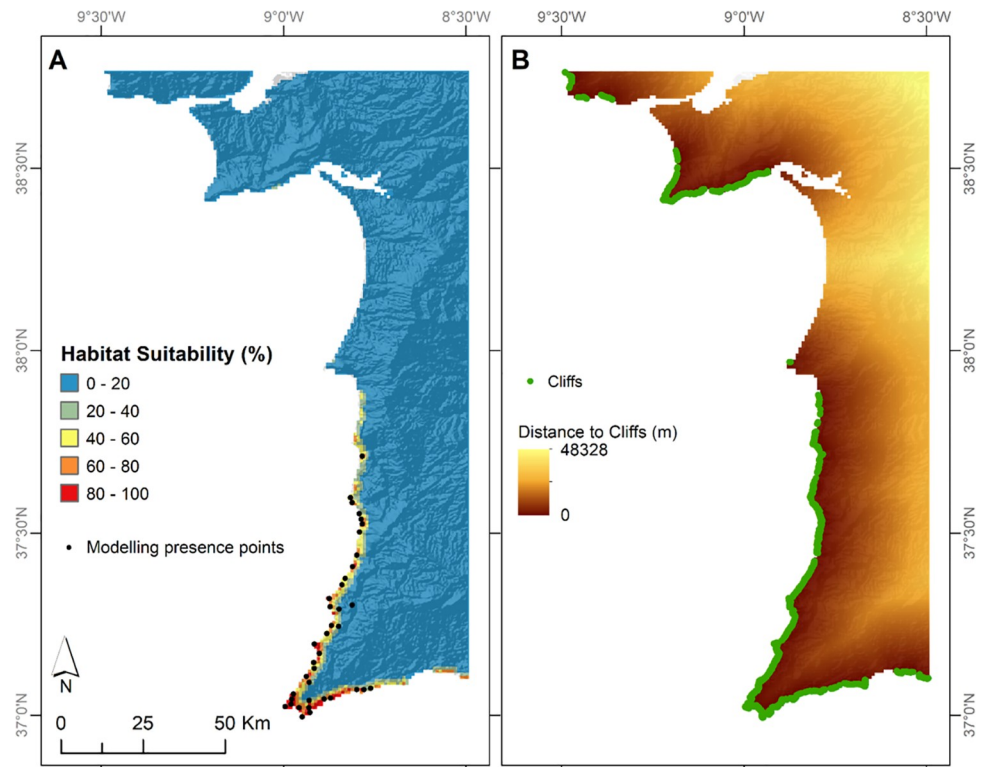 9°30'W 9°0'W 8°30'W 9°30'W 9°0'W 8°30'W
A
B
38°30'N
38°30'N
38°0'N
38°0'N
37°30'N
37°30'N
37°0'N
37°0'N
Habitat Suitability (%)
0 - 20
20 - 40
40 - 60
60 - 80
80 - 100
Modelling presence points
N
0 25 50 Km
Cliffs
Distance to Cliffs (m)
48328
0